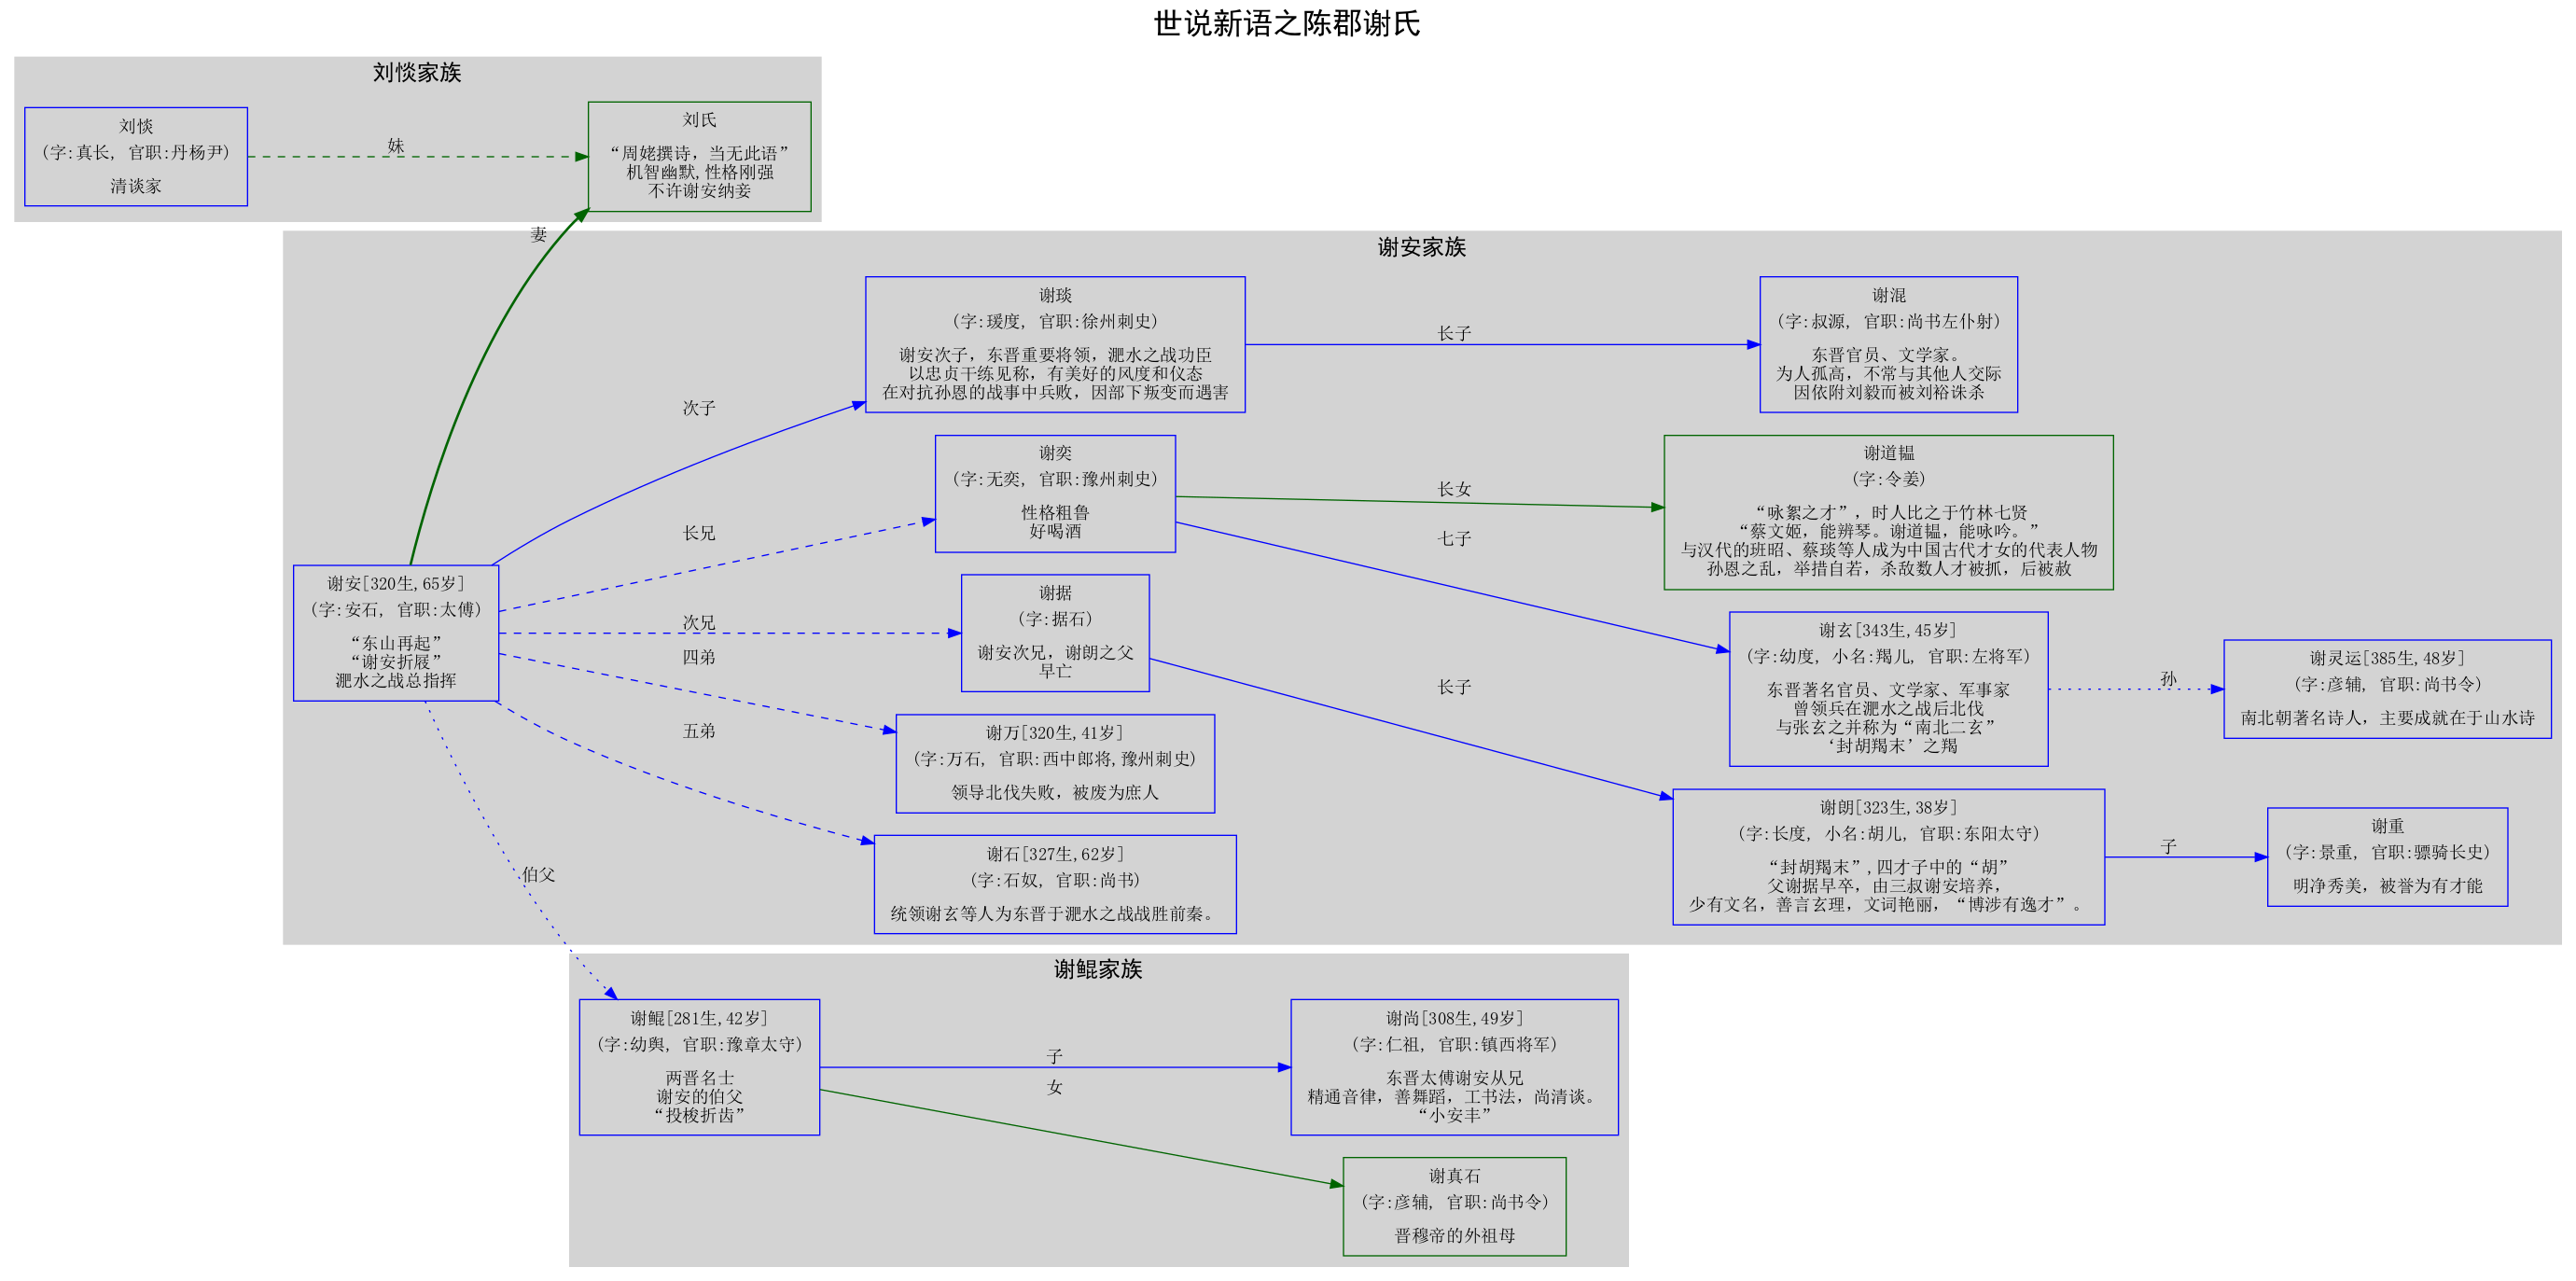 世说新语之陈郡谢氏
刘惔家族
刘惔
(字:真长, 官职:丹杨尹)
清谈家
妹
刘氏
“周姥撰诗，当无此语”
机智幽默,性格刚强
不许谢安纳妾
妻
谢安家族
谢安[320生,65岁]
(字:安石, 官职:太傅)
“东山再起”
“谢安折屐”
淝水之战总指挥
次子
长兄
次兄
四弟
五弟
伯父
谢琰
(字:瑗度, 官职:徐州刺史)
谢安次子，东晋重要将领，淝水之战功臣
以忠贞干练见称，有美好的风度和仪态
在对抗孙恩的战事中兵败，因部下叛变而遇害
长子
谢混
(字:叔源, 官职:尚书左仆射)
东晋官员、文学家。
为人孤高，不常与其他人交际
因依附刘毅而被刘裕诛杀
谢奕
(字:无奕, 官职:豫州刺史)
性格粗鲁
好喝酒
长女
七子
谢道韫
(字:令姜)
“咏絮之才”，时人比之于竹林七贤
“蔡文姬，能辨琴。谢道韫，能咏吟。”
与汉代的班昭、蔡琰等人成为中国古代才女的代表人物
孙恩之乱，举措自若，杀敌数人才被抓，后被赦
谢据
(字:据石)
谢安次兄，谢朗之父
早亡
长子
谢玄[343生,45岁]
(字:幼度, 小名:羯儿, 官职:左将军)
东晋著名官员、文学家、军事家
曾领兵在淝水之战后北伐
与张玄之并称为“南北二玄”
‘封胡羯末’之羯
孙
谢灵运[385生,48岁]
(字:彦辅, 官职:尚书令)
南北朝著名诗人，主要成就在于山水诗
谢万[320生,41岁]
(字:万石, 官职:西中郎将,豫州刺史)
领导北伐失败，被废为庶人
谢朗[323生,38岁]
(字:长度, 小名:胡儿, 官职:东阳太守)
“封胡羯末”,四才子中的“胡”
父谢据早卒，由三叔谢安培养，
少有文名，善言玄理，文词艳丽，“博涉有逸才”。
子
谢重
(字:景重, 官职:骠骑长史)
明净秀美，被誉为有才能
谢石[327生,62岁]
(字:石奴, 官职:尚书)
统领谢玄等人为东晋于淝水之战战胜前秦。
谢鲲家族
谢鲲[281生,42岁]
(字:幼舆, 官职:豫章太守)
两晋名士
谢安的伯父
“投梭折齿”
子
女
谢尚[308生,49岁]
(字:仁祖, 官职:镇西将军)
东晋太傅谢安从兄
精通音律，善舞蹈，工书法，尚清谈。
“小安丰”
谢真石
(字:彦辅, 官职:尚书令)
晋穆帝的外祖母